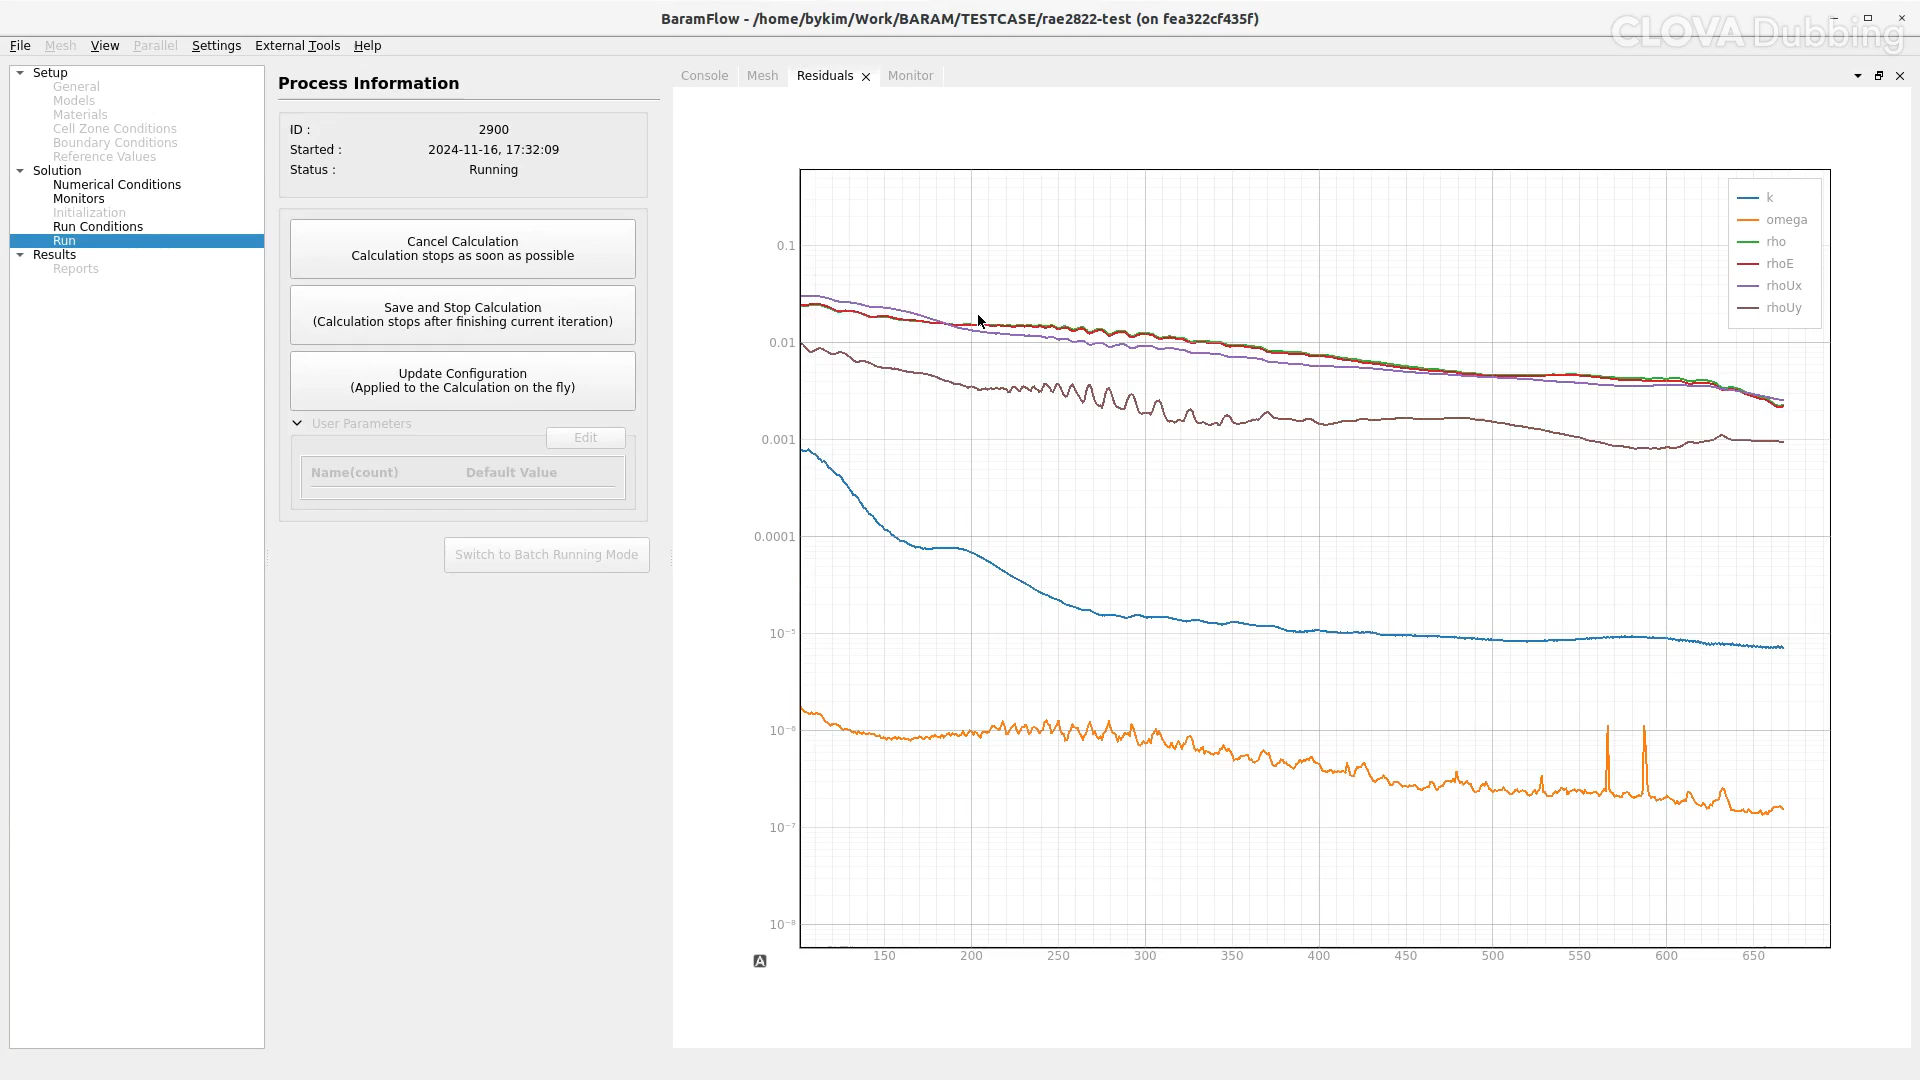 BaramFlow - /home/bykim/Work/BARAM/TESTCASE/rae2822-test (on fea322cf435f)
CLOVA Dubbing
File Mesh View Parallel Settings External Tools Help
Setup
General
Models
Materials
Cell Zone Conditions
Boundary Conditions
Reference Values
Solution
Numerical Conditions
Monitors
Initialization
Run Conditions
Run
Results
Reports
Process Information
ID : 2900
Started : 2024-11-16, 17:32:09
Status : Running
Cancel Calculation
Calculation stops as soon as possible
Save and Stop Calculation
(Calculation stops after finishing current iteration)
Update Configuration
(Applied to the Calculation on the fly)
User Parameters
Edit
Name(count) Default Value
Switch to Batch Running Mode
Console Mesh Residuals Monitor
k
omega
rho
rhoE
rhoUx
rhoUy
0.1
0.01
0.001
0.0001
10⁻⁵
10⁻⁶
10⁻⁷
10⁻⁸
A
150 200 250 300 350 400 450 500 550 600 650